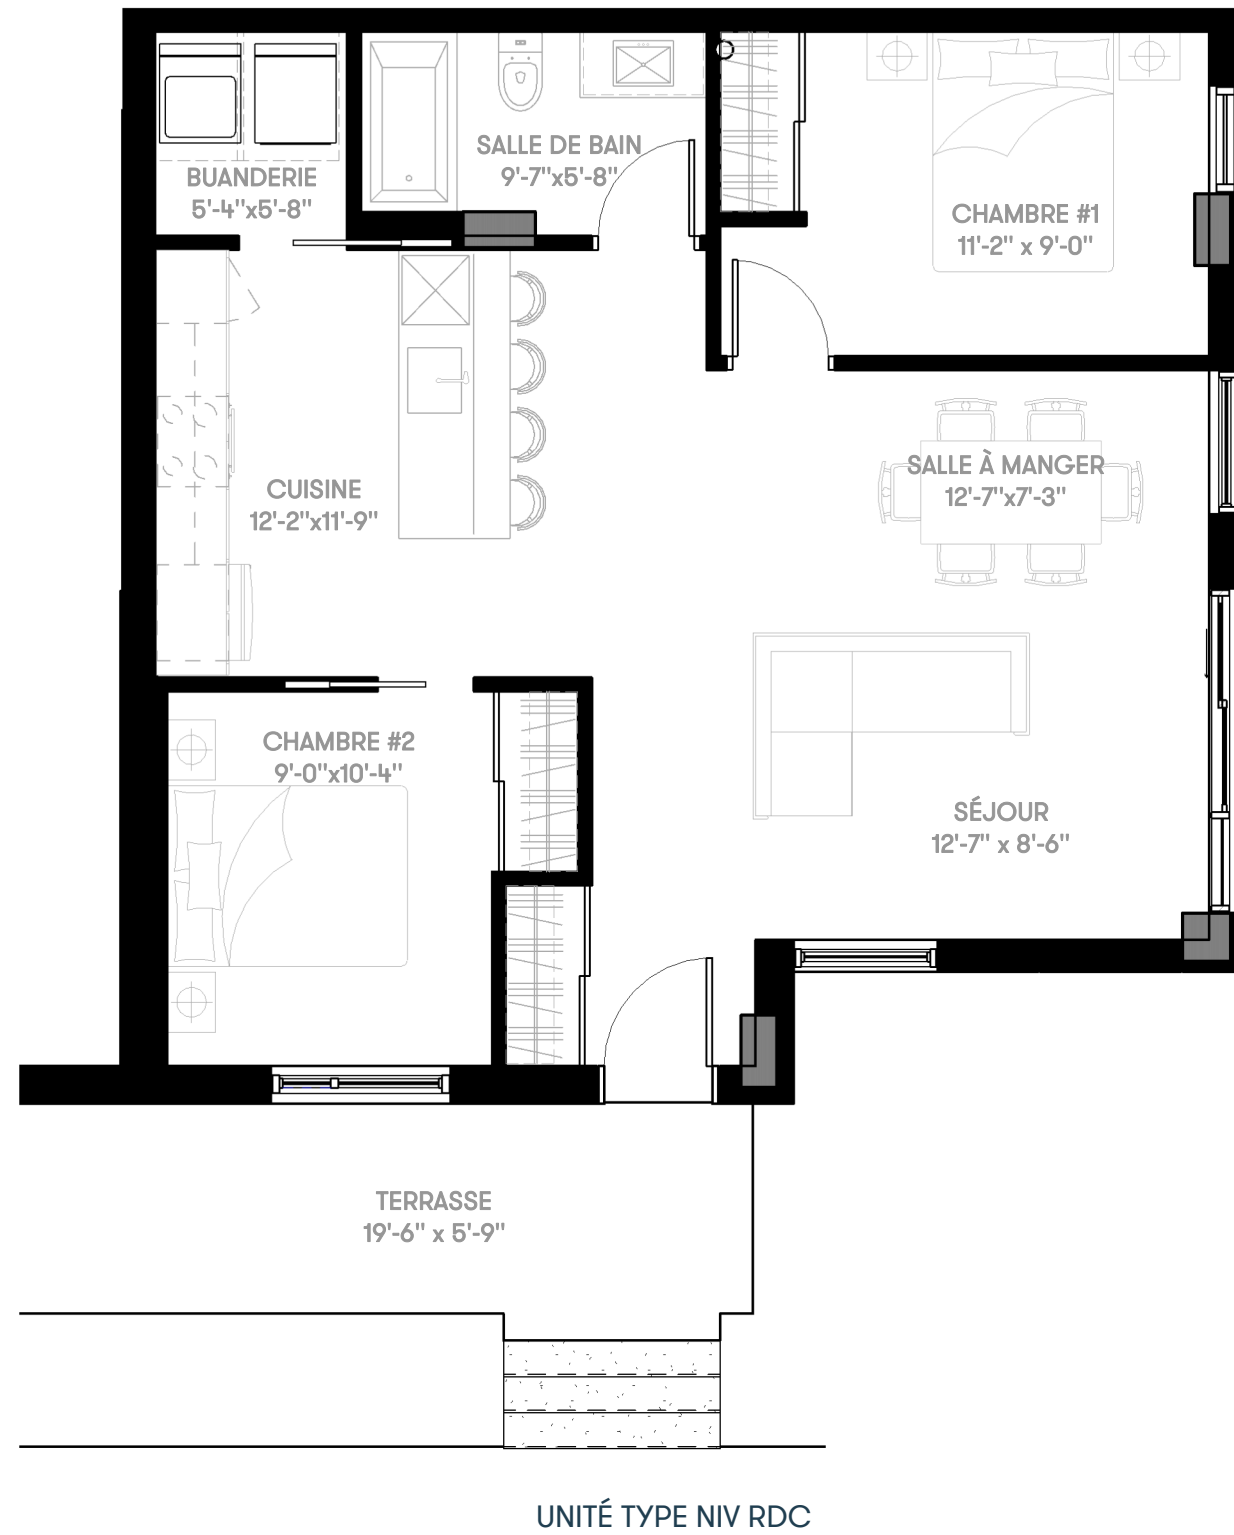 SALLE DE BAIN
9'-7"x5'-8"
BUANDERIE
5'-4"x5'-8"
CHAMBRE #1
11'-2" x 9'-0"
SALLE À MANGER
12'-7"x7'-3"
CUISINE
12'-2"x11'-9"
CHAMBRE #2
9'-0"x10'-4"
SÉJOUR
12'-7" x 8'-6"
TERRASSE
19'-6" x 5'-9"
UNITÉ TYPE NIV RDC